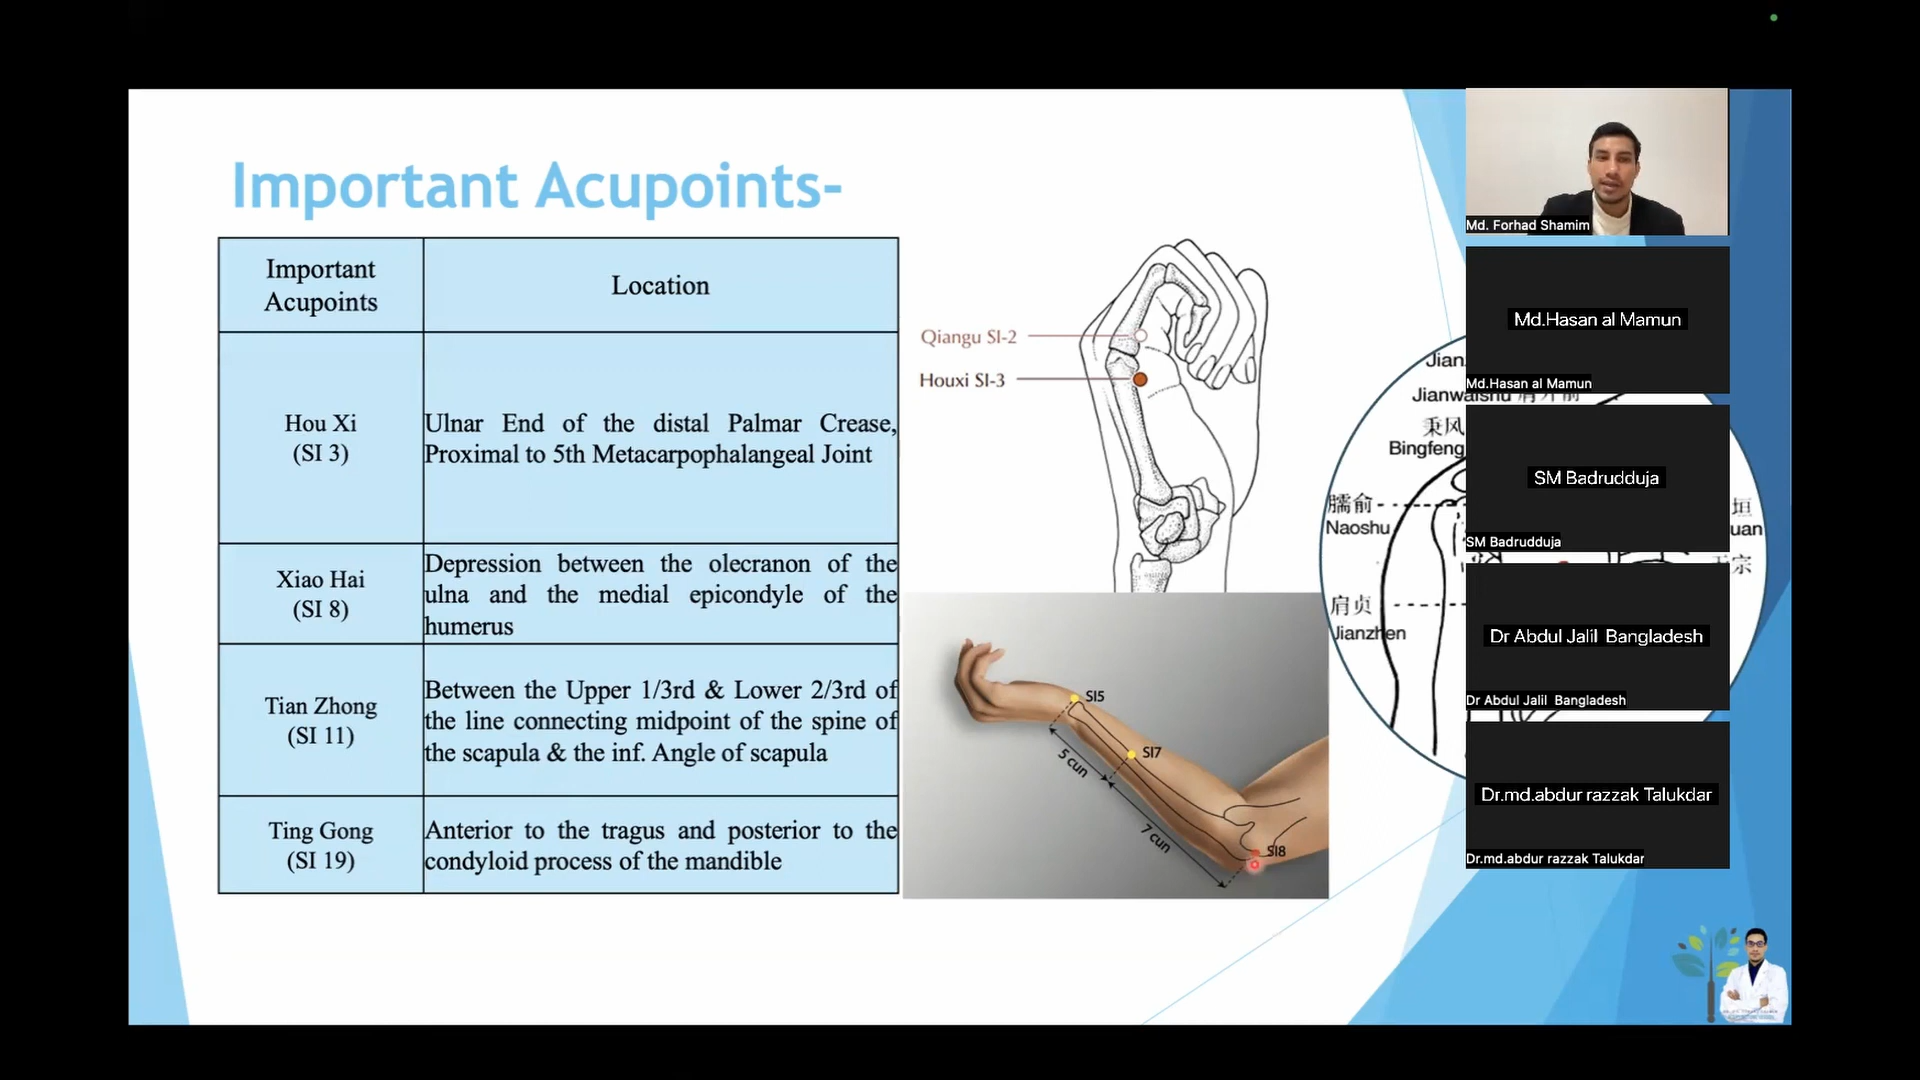 Important Acupoints-
Important
Acupoints
Location
Hou Xi
(SI 3)
Ulnar End of the distal Palmar Crease,
Proximal to 5th Metacarpophalangeal Joint
Xiao Hai
(SI 8)
Depression between the olecranon of the
ulna and the medial epicondyle of the
humerus
Tian Zhong
(SI 11)
Between the Upper 1/3rd & Lower 2/3rd of
the line connecting midpoint of the spine of
the scapula & the inf. Angle of scapula
Ting Gong
(SI 19)
Anterior to the tragus and posterior to the
condyloid process of the mandible
Qiangu SI-2
Houxi SI-3
SI5
SI7
SI8
5 cun
7 cun
Jian
Jianwaishu
秉风
Bingfeng
臑俞
Naoshu
肩贞
Jianzhen
垣
uan
宗
Md. Forhad Shamim
Md.Hasan al Mamun
Md.Hasan al Mamun
SM Badrudduja
SM Badrudduja
Dr Abdul Jalil Bangladesh
Dr Abdul Jalil Bangladesh
Dr.md.abdur razzak Talukdar
Dr.md.abdur razzak Talukdar